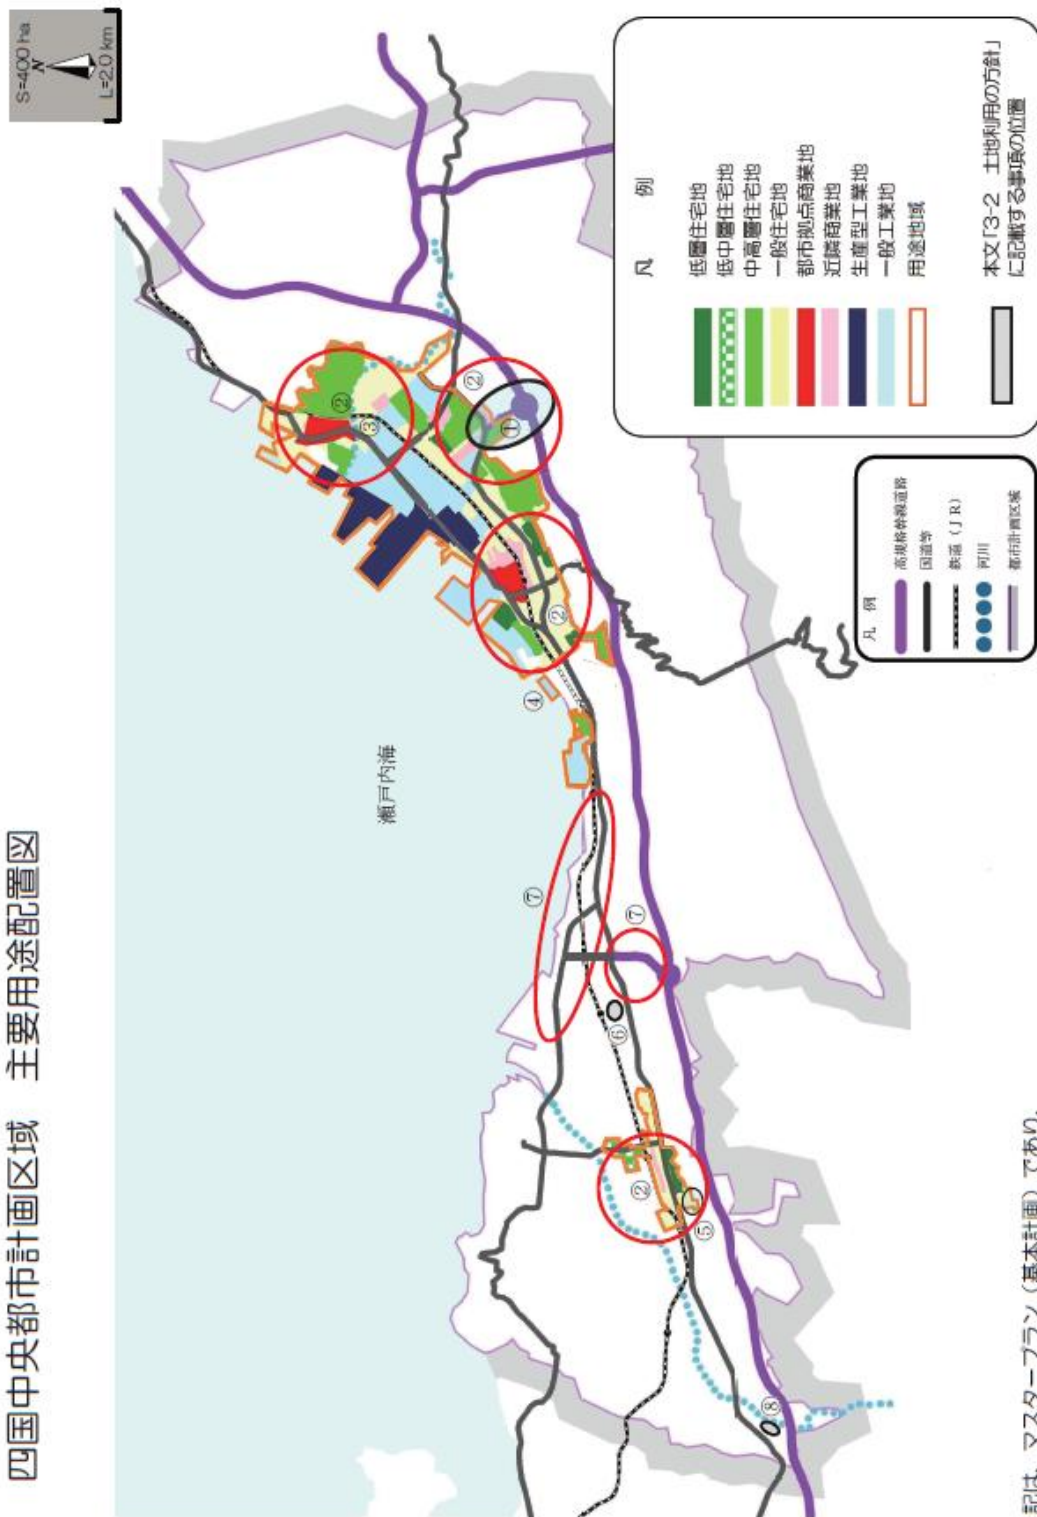 四国中央都市計画区域　主要用途配置図
S=400 ha
N
L=2.0 km
瀬戸内海
②
③
②
①
②
④
⑦
⑦
⑥
②
⑤
⑧
凡　例
低層住宅地
低中層住宅地
中高層住宅地
一般住宅地
都市拠点商業地
近隣商業地
生産型工業地
一般工業地
用途地域
本文「3-2　土地利用の方針」
に記載する事項の位置
凡 例
高規格幹線道路
国道等
鉄道（ＪＲ）
河川
都市計画区域
記は、マスタープラン（基本計画）であり、